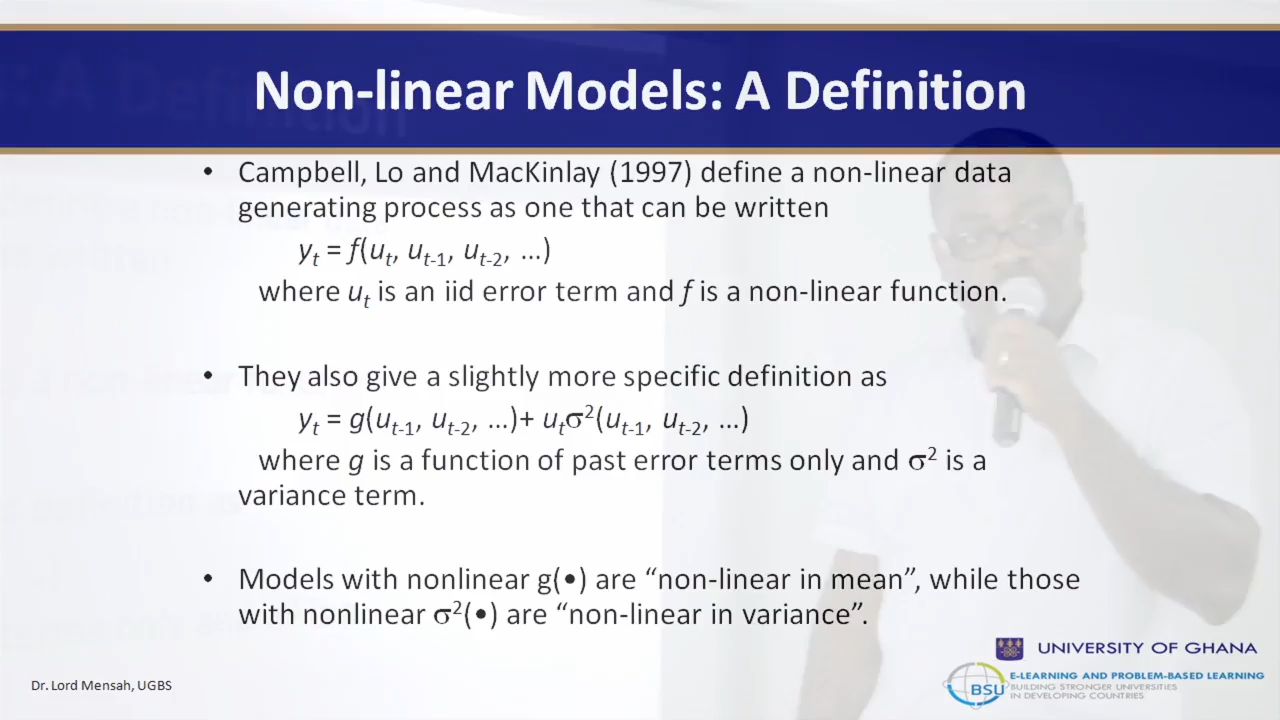 Non-linear Models: A Definition
• Campbell, Lo and MacKinlay (1997) define a non-linear data
generating process as one that can be written
yₜ = f(uₜ, uₜ₋₁, uₜ₋₂, …)
where uₜ is an iid error term and f is a non-linear function.
• They also give a slightly more specific definition as
yₜ = g(uₜ₋₁, uₜ₋₂, …)+ uₜσ²(uₜ₋₁, uₜ₋₂, …)
where g is a function of past error terms only and σ² is a
variance term.
• Models with nonlinear g(•) are “non-linear in mean”, while those
with nonlinear σ²(•) are “non-linear in variance”.
UNIVERSITY OF GHANA
Dr. Lord Mensah, UGBS
BSU
E-LEARNING AND PROBLEM-BASED LEARNING
BUILDING STRONGER UNIVERSITIES
IN DEVELOPING COUNTRIES